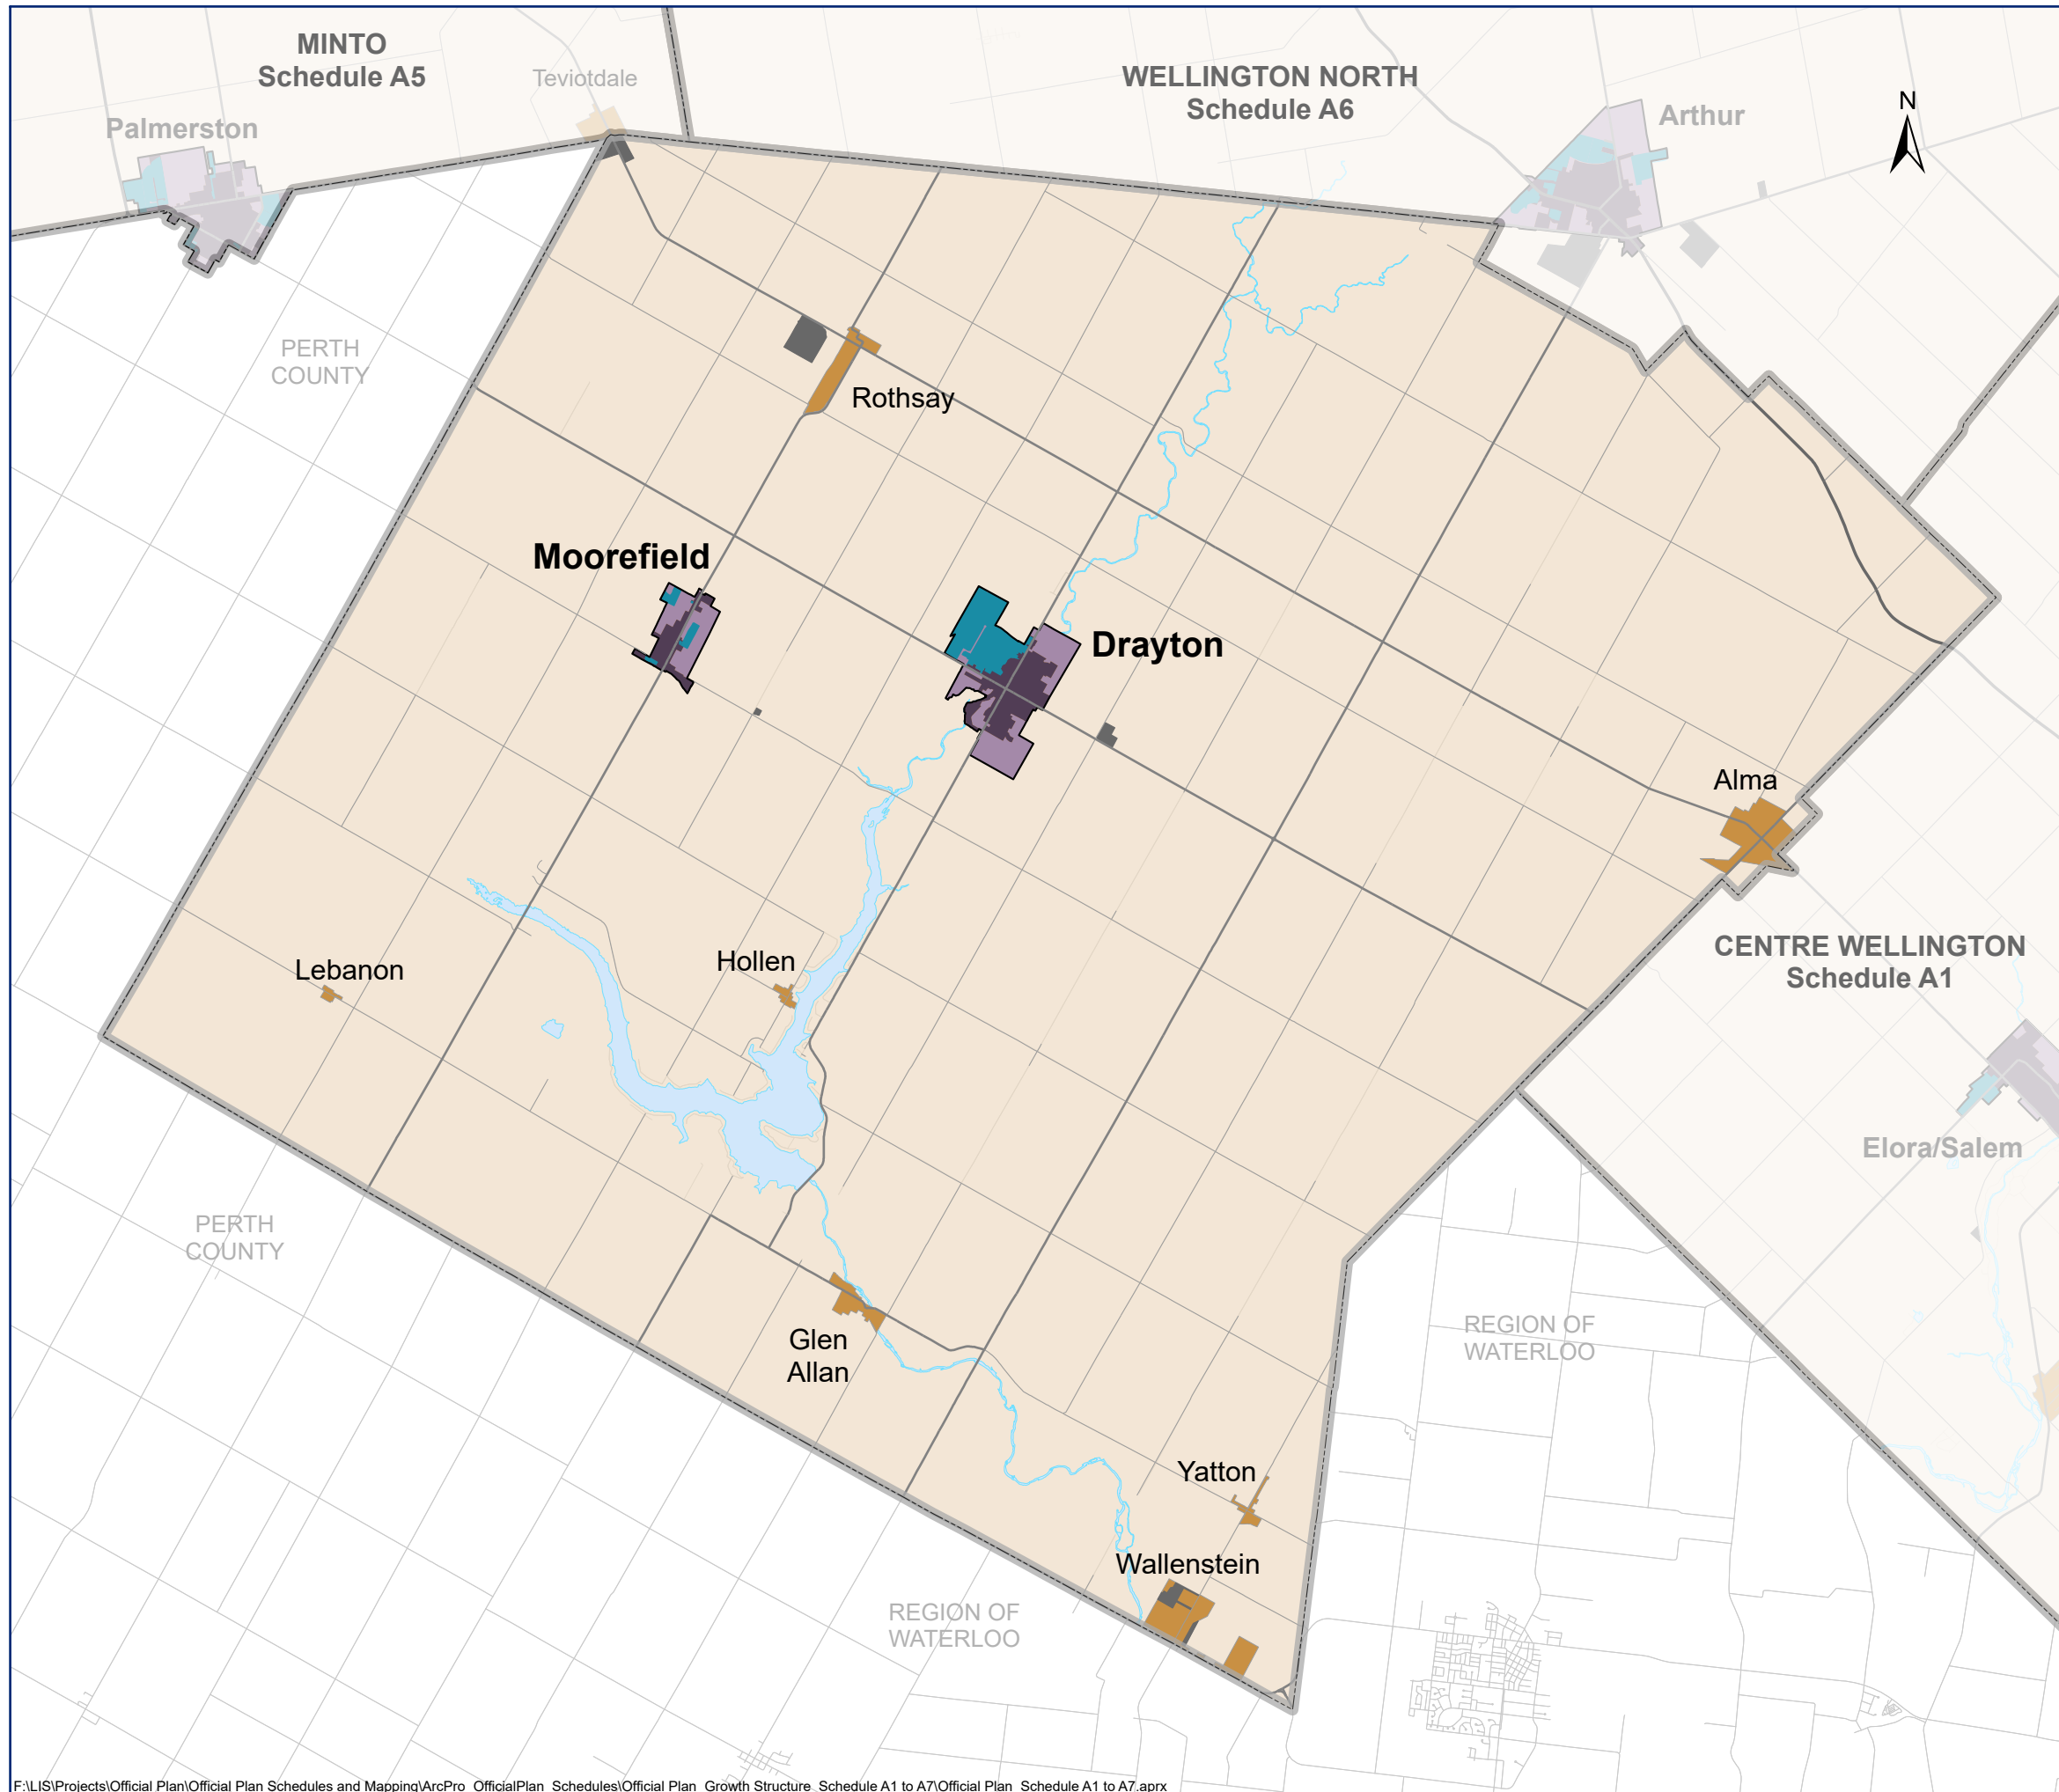 MINTO
Schedule A5
Teviotdale
WELLINGTON NORTH
Schedule A6
N
Palmerston
Arthur
PERTH
COUNTY
Rothsay
Moorefield
Drayton
Alma
CENTRE WELLINGTON
Schedule A1
Hollen
Lebanon
Elora/Salem
PERTH
COUNTY
Glen
Allan
REGION OF
WATERLOO
Yatton
Wallenstein
REGION OF
WATERLOO
F:\LIS\Projects\Official Plan\Official Plan Schedules and Mapping\ArcPro_OfficialPlan_Schedules\Official Plan_Growth Structure_Schedule A1 to A7\Official Plan_Schedule A1 to A7.aprx